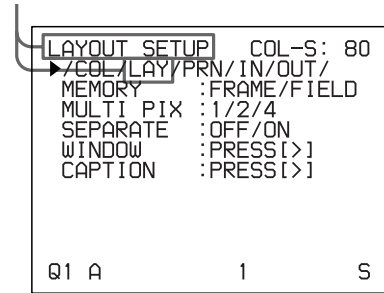 LAYOUT SETUP COL-S: 80
▶/COL/LAY/PRN/IN/OUT/
MEMORY :FRAME/FIELD
MULTI PIX :1/2/4
SEPARATE :OFF/ON
WINDOW :PRESS[>]
CAPTION :PRESS[>]
Q1 A 1 S